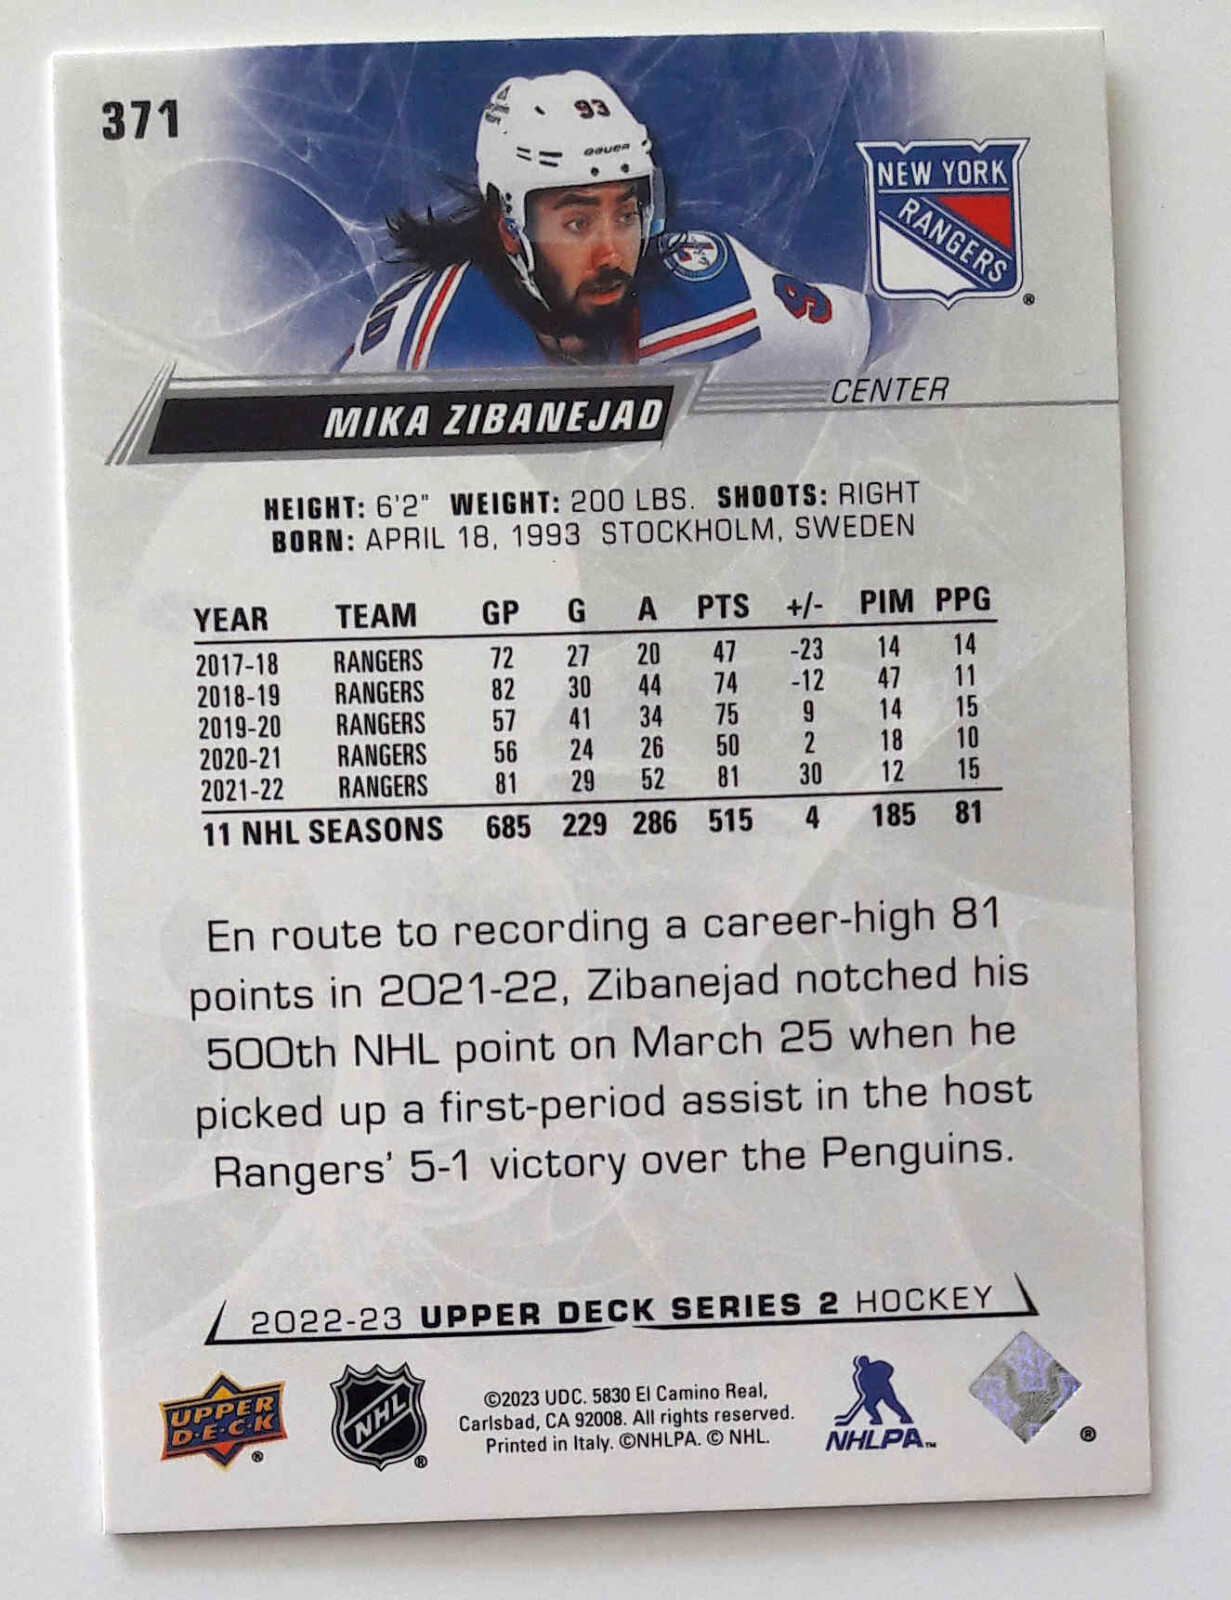 371
93
BAUER
NEW YORK
RANGERS
®
9
MIKA ZIBANEJAD
CENTER
HEIGHT: 6'2" WEIGHT: 200 LBS. SHOOTS: RIGHT
BORN: APRIL 18, 1993 STOCKHOLM, SWEDEN
YEAR TEAM GP G A PTS +/- PIM PPG
2017-18 RANGERS 72 27 20 47 -23 14 14
2018-19 RANGERS 82 30 44 74 -12 47 11
2019-20 RANGERS 57 41 34 75 9 14 15
2020-21 RANGERS 56 24 26 50 2 18 10
2021-22 RANGERS 81 29 52 81 30 12 15
11 NHL SEASONS 685 229 286 515 4 185 81
En route to recording a career-high 81
points in 2021-22, Zibanejad notched his
500th NHL point on March 25 when he
picked up a first-period assist in the host
Rangers' 5-1 victory over the Penguins.
2022-23 UPPER DECK SERIES 2 HOCKEY
UPPER
D·E·C·K
®
NHL
®
©2023 UDC. 5830 El Camino Real,
Carlsbad, CA 92008. All rights reserved.
Printed in Italy. ©NHLPA. © NHL.
NHLPA™
®